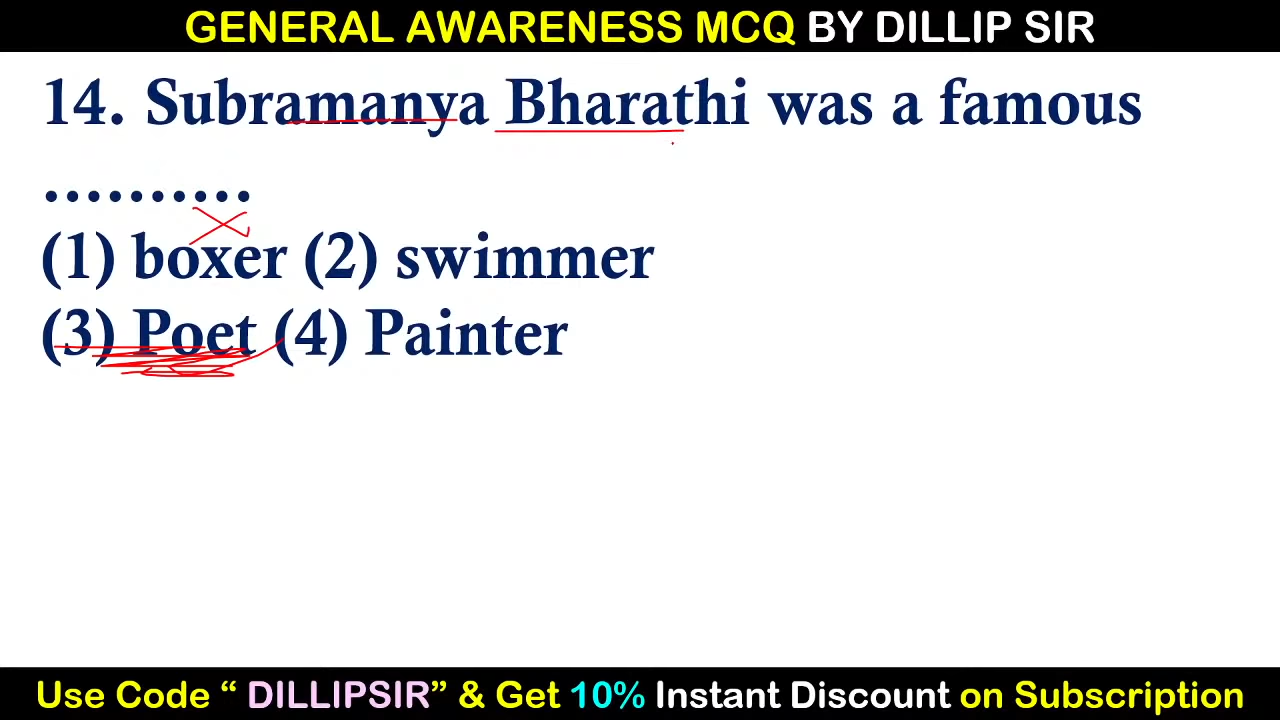 GENERAL AWARENESS MCQ BY DILLIP SIR
14. Subramanya Bharathi was a famous
..........
(1) boxer (2) swimmer
(3) Poet (4) Painter
Use Code “ DILLIPSIR” & Get 10% Instant Discount on Subscription